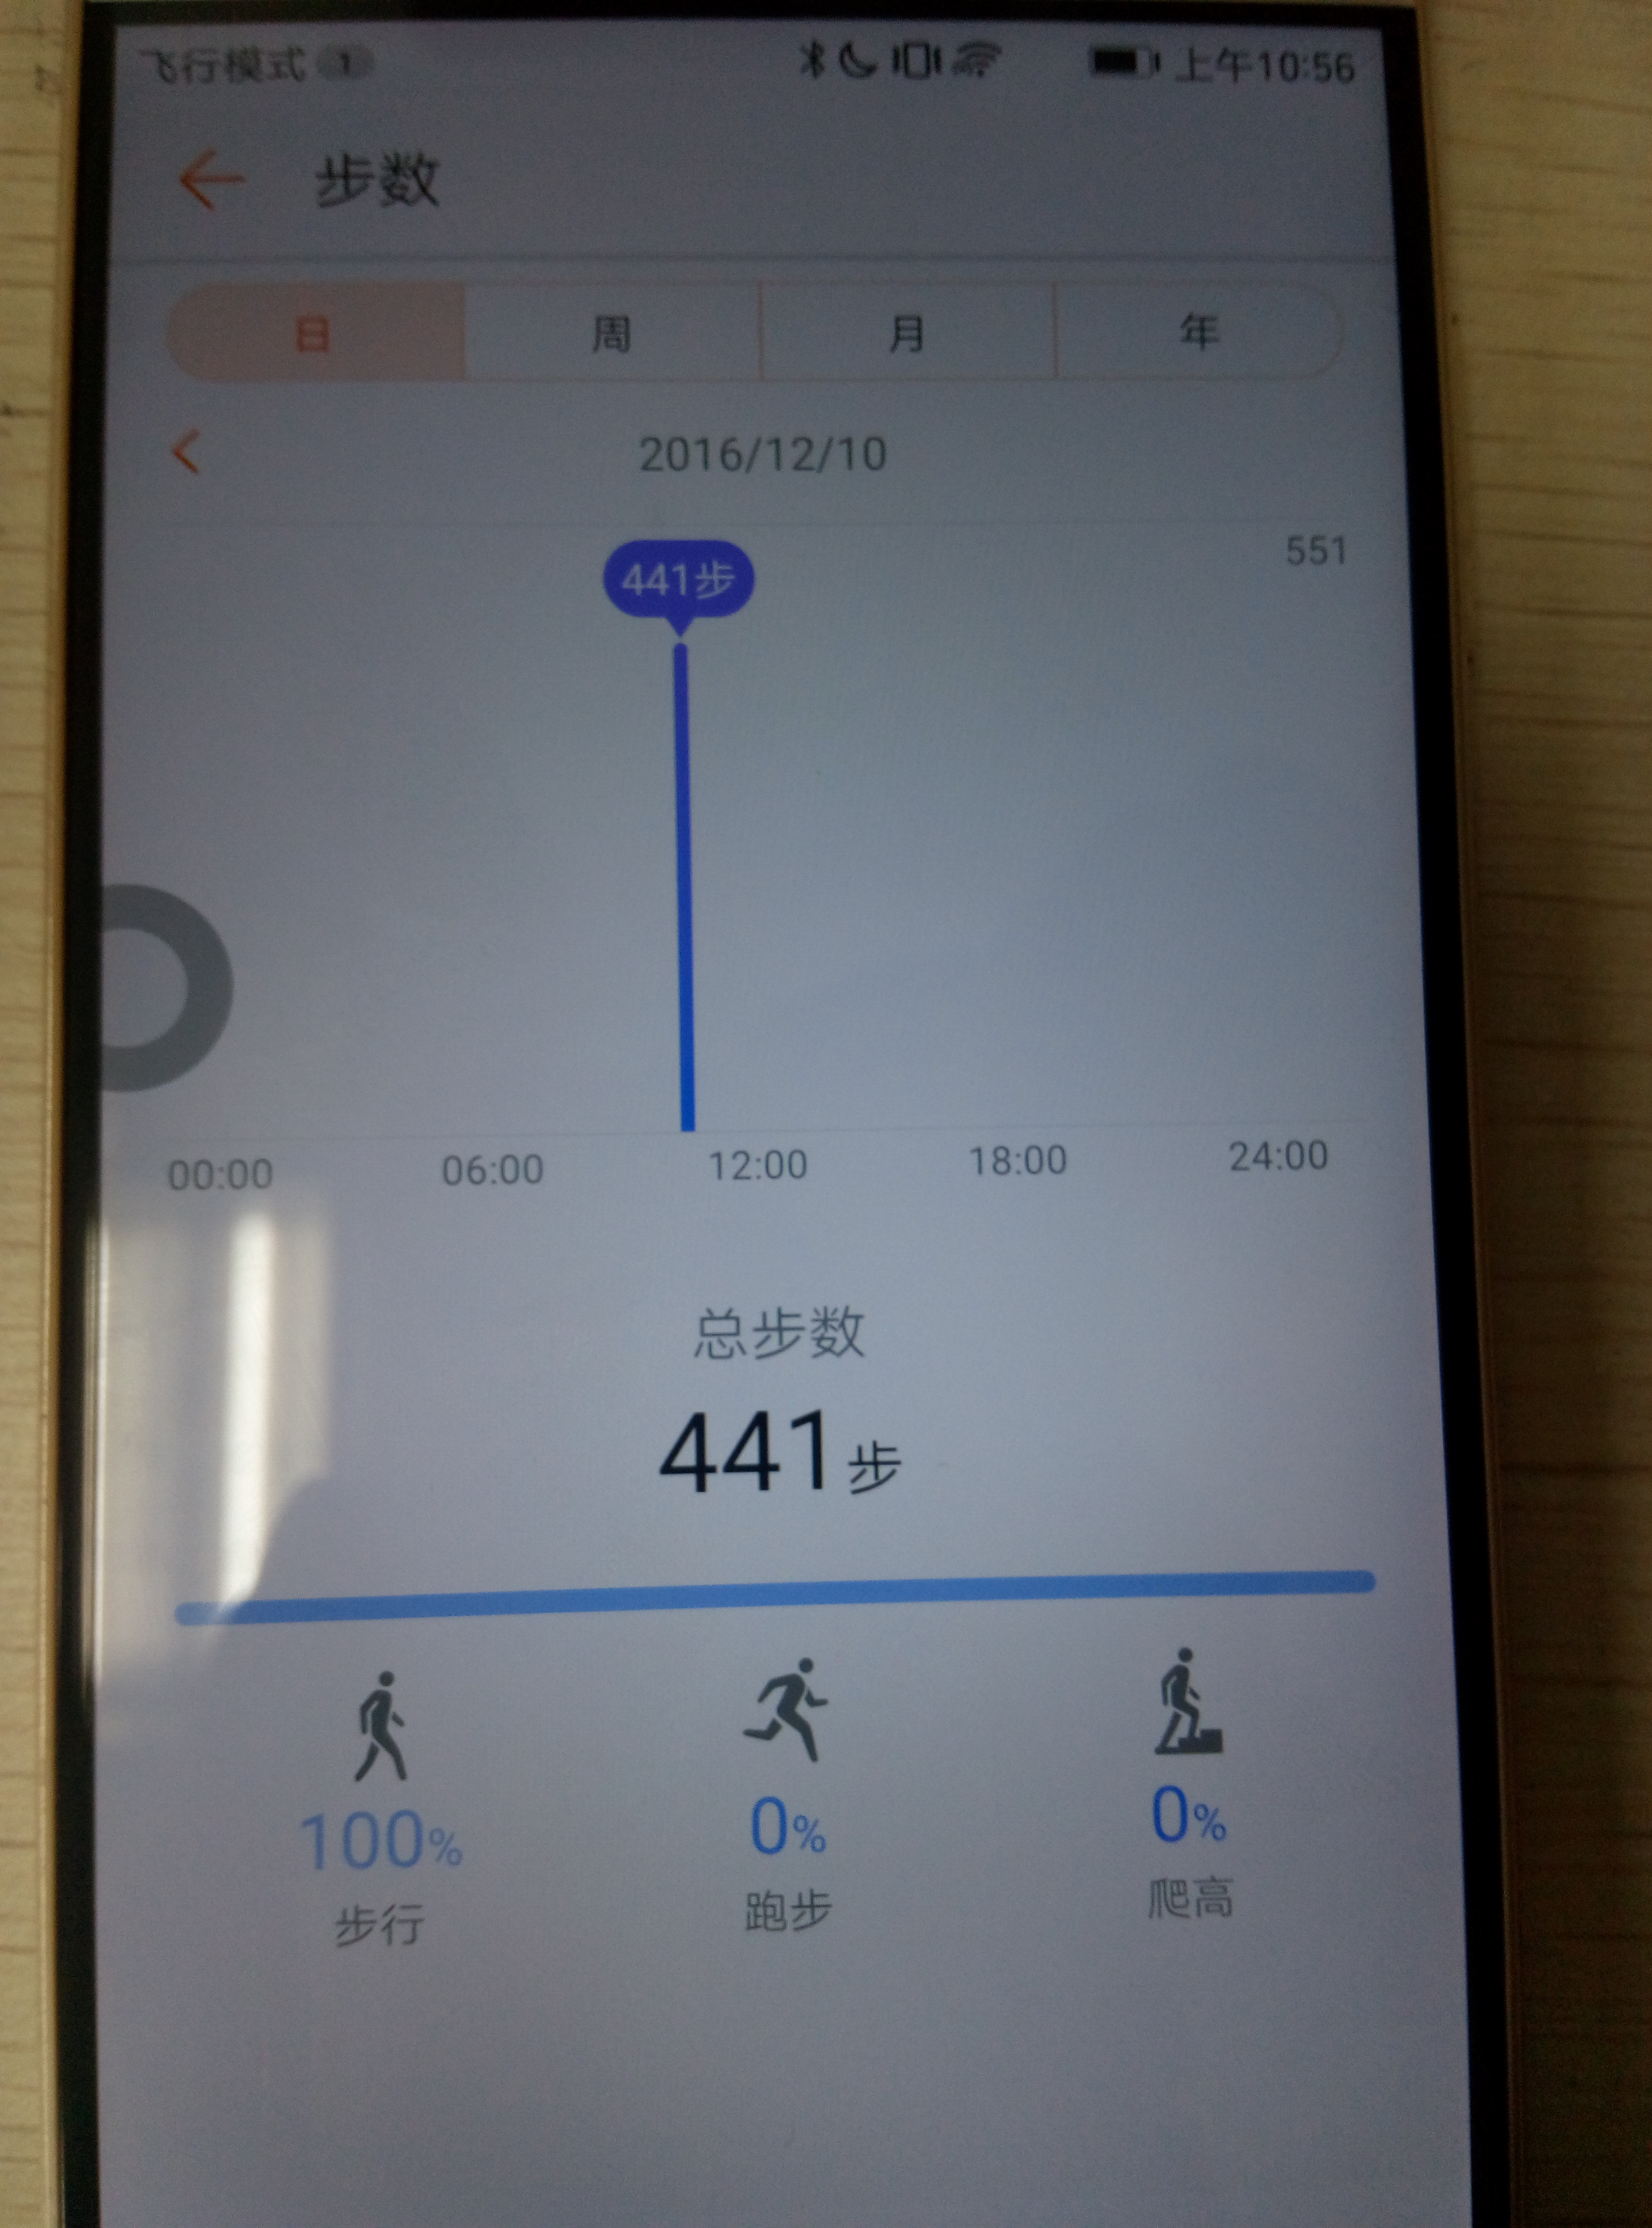 飞行模式 1 上午10:56
步数
日 周 月 年
2016/12/10
551
441步
00:00 06:00 12:00 18:00 24:00
总步数
441步
100% 0% 0%
步行 跑步 爬高